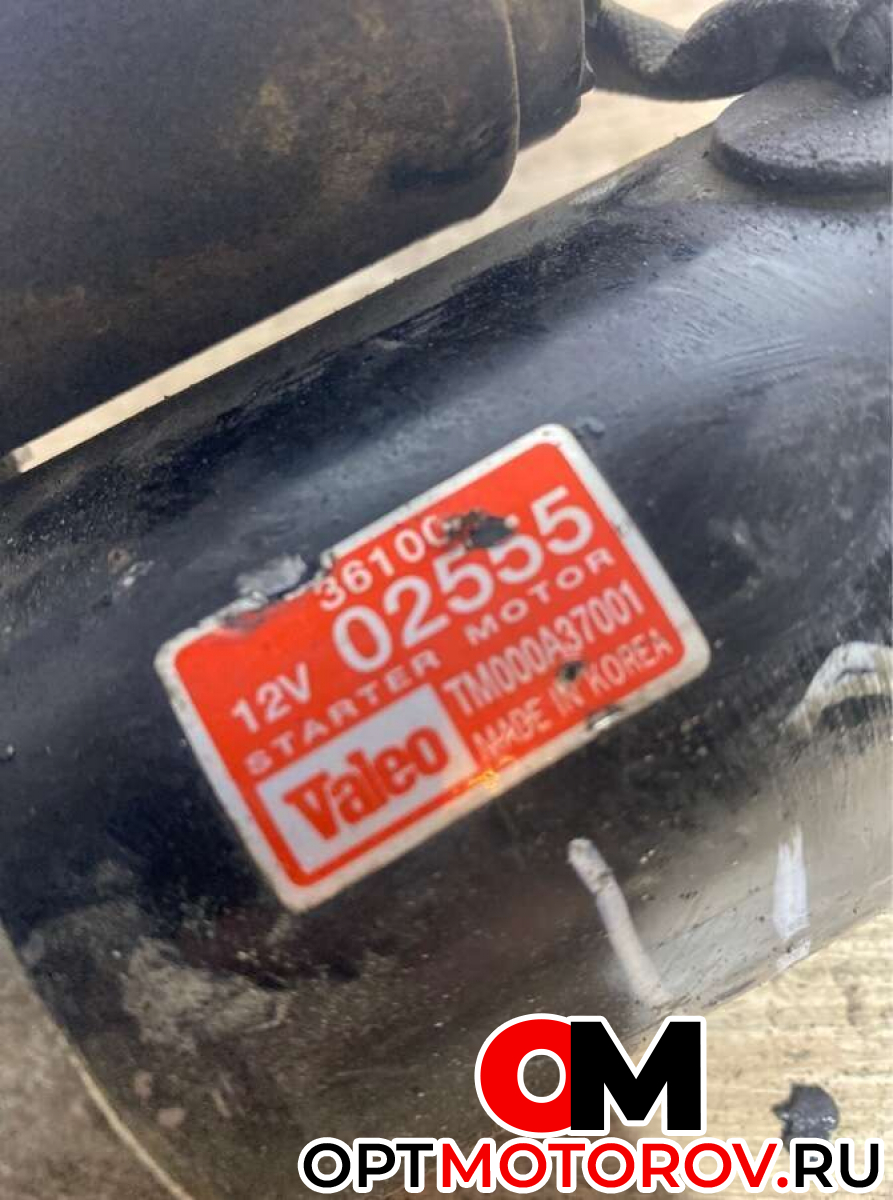 36100
12V 02555
STARTER MOTOR
Valeo
TM000A37001
MADE IN KOREA
OM
OPTMOTOROV.RU